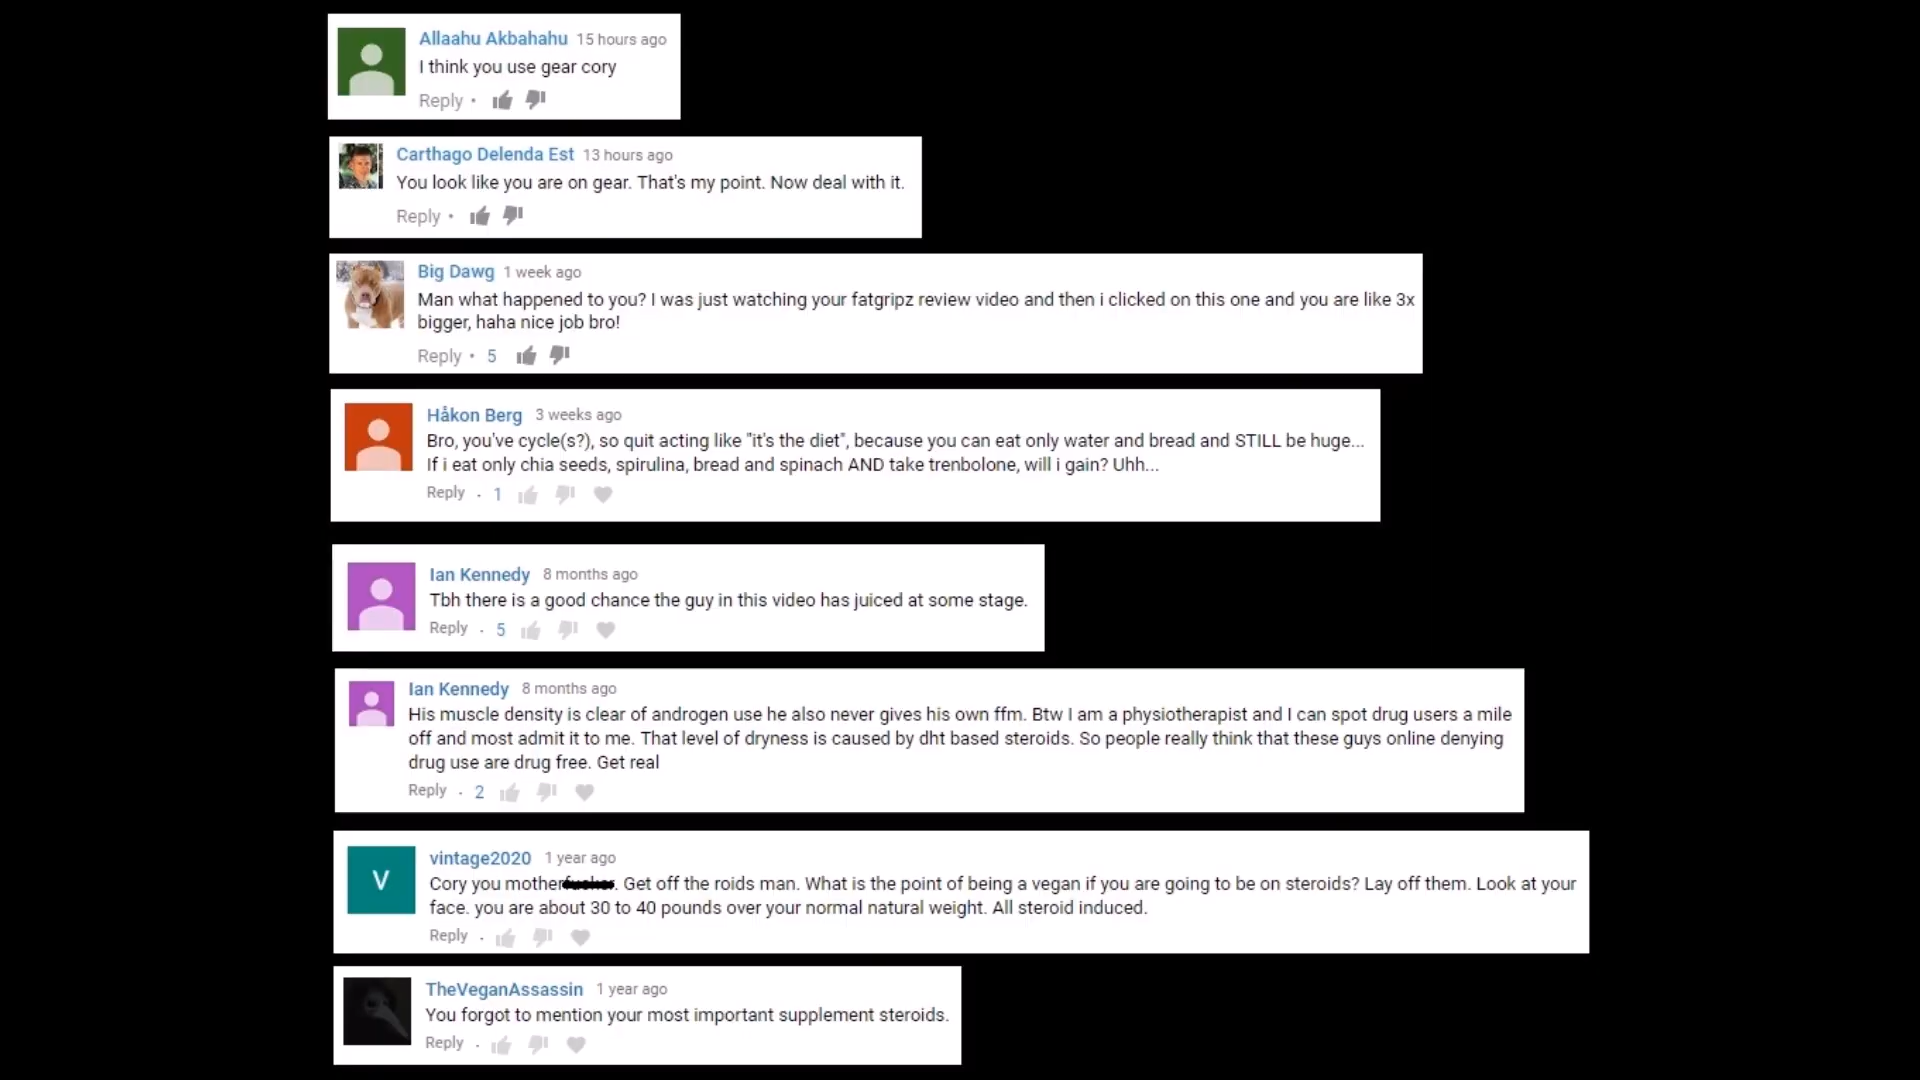 Allaahu Akbahahu 15 hours ago
I think you use gear cory
Reply •
Carthago Delenda Est 13 hours ago
You look like you are on gear. That's my point. Now deal with it.
Reply •
Big Dawg 1 week ago
Man what happened to you? I was just watching your fatgripz review video and then i clicked on this one and you are like 3x
bigger, haha nice job bro!
Reply • 5
Håkon Berg 3 weeks ago
Bro, you've cycle(s?), so quit acting like "it's the diet", because you can eat only water and bread and STILL be huge...
If i eat only chia seeds, spirulina, bread and spinach AND take trenbolone, will i gain? Uhh...
Reply . 1
Ian Kennedy 8 months ago
Tbh there is a good chance the guy in this video has juiced at some stage.
Reply . 5
Ian Kennedy 8 months ago
His muscle density is clear of androgen use he also never gives his own ffm. Btw I am a physiotherapist and I can spot drug users a mile
off and most admit it to me. That level of dryness is caused by dht based steroids. So people really think that these guys online denying
drug use are drug free. Get real
Reply . 2
V
vintage2020 1 year ago
Cory you mother. Get off the roids man. What is the point of being a vegan if you are going to be on steroids? Lay off them. Look at your
face. you are about 30 to 40 pounds over your normal natural weight. All steroid induced.
Reply .
TheVeganAssassin 1 year ago
You forgot to mention your most important supplement steroids.
Reply .